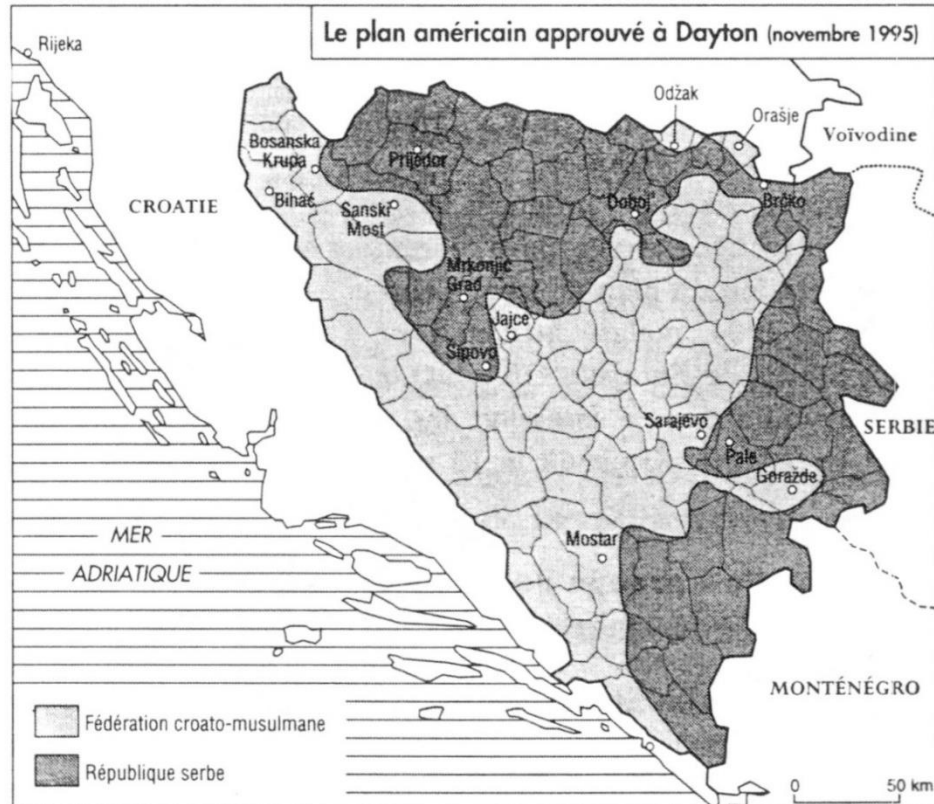 Le plan américain approuvé à Dayton (novembre 1995)
Rijeka
Odžak
Orašje
Voïvodine
Bosanska
Krupa
Prijedor
Bihać
CROATIE
Sanski
Most
Doboj
Brčko
Mrkonjić
Grad
Jajce
Šipovo
Sarajevo
SERBIE
Pale
Goražde
Mostar
MER
ADRIATIQUE
MONTÉNÉGRO
Fédération croato-musulmane
République serbe
0 50 km